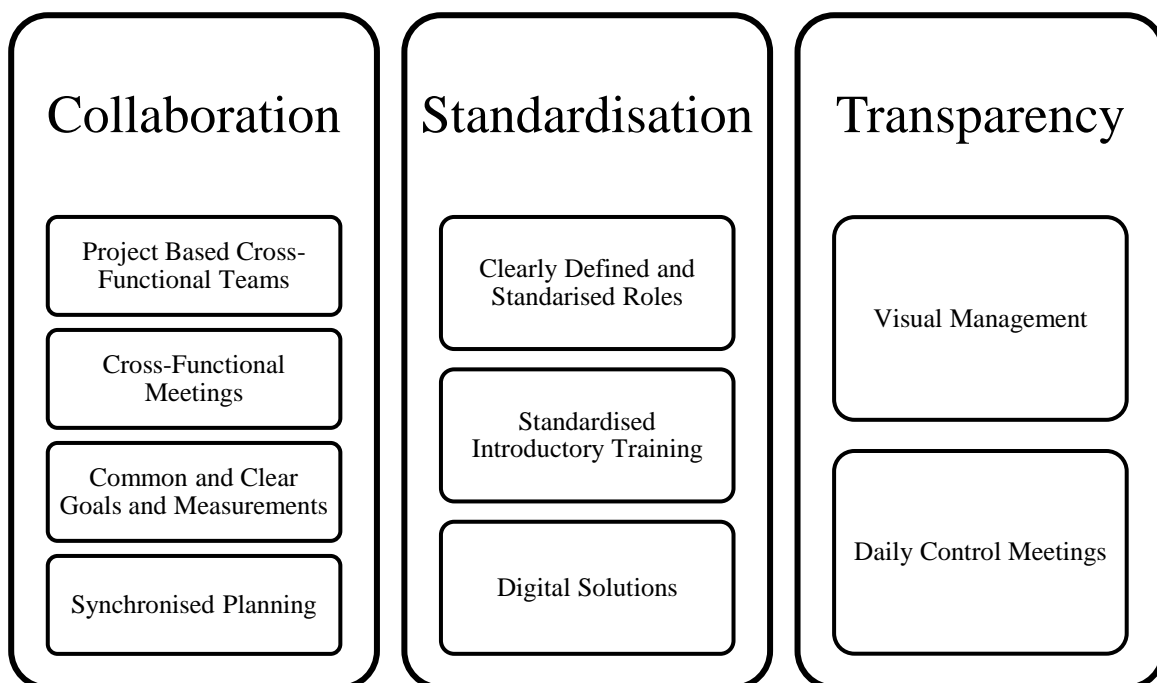 Collaboration
Project Based Cross-
Functional Teams
Cross-Functional
Meetings
Common and Clear
Goals and Measurements
Synchronised Planning
Standardisation
Clearly Defined and
Standarised Roles
Standardised
Introductory Training
Digital Solutions
Transparency
Visual Management
Daily Control Meetings